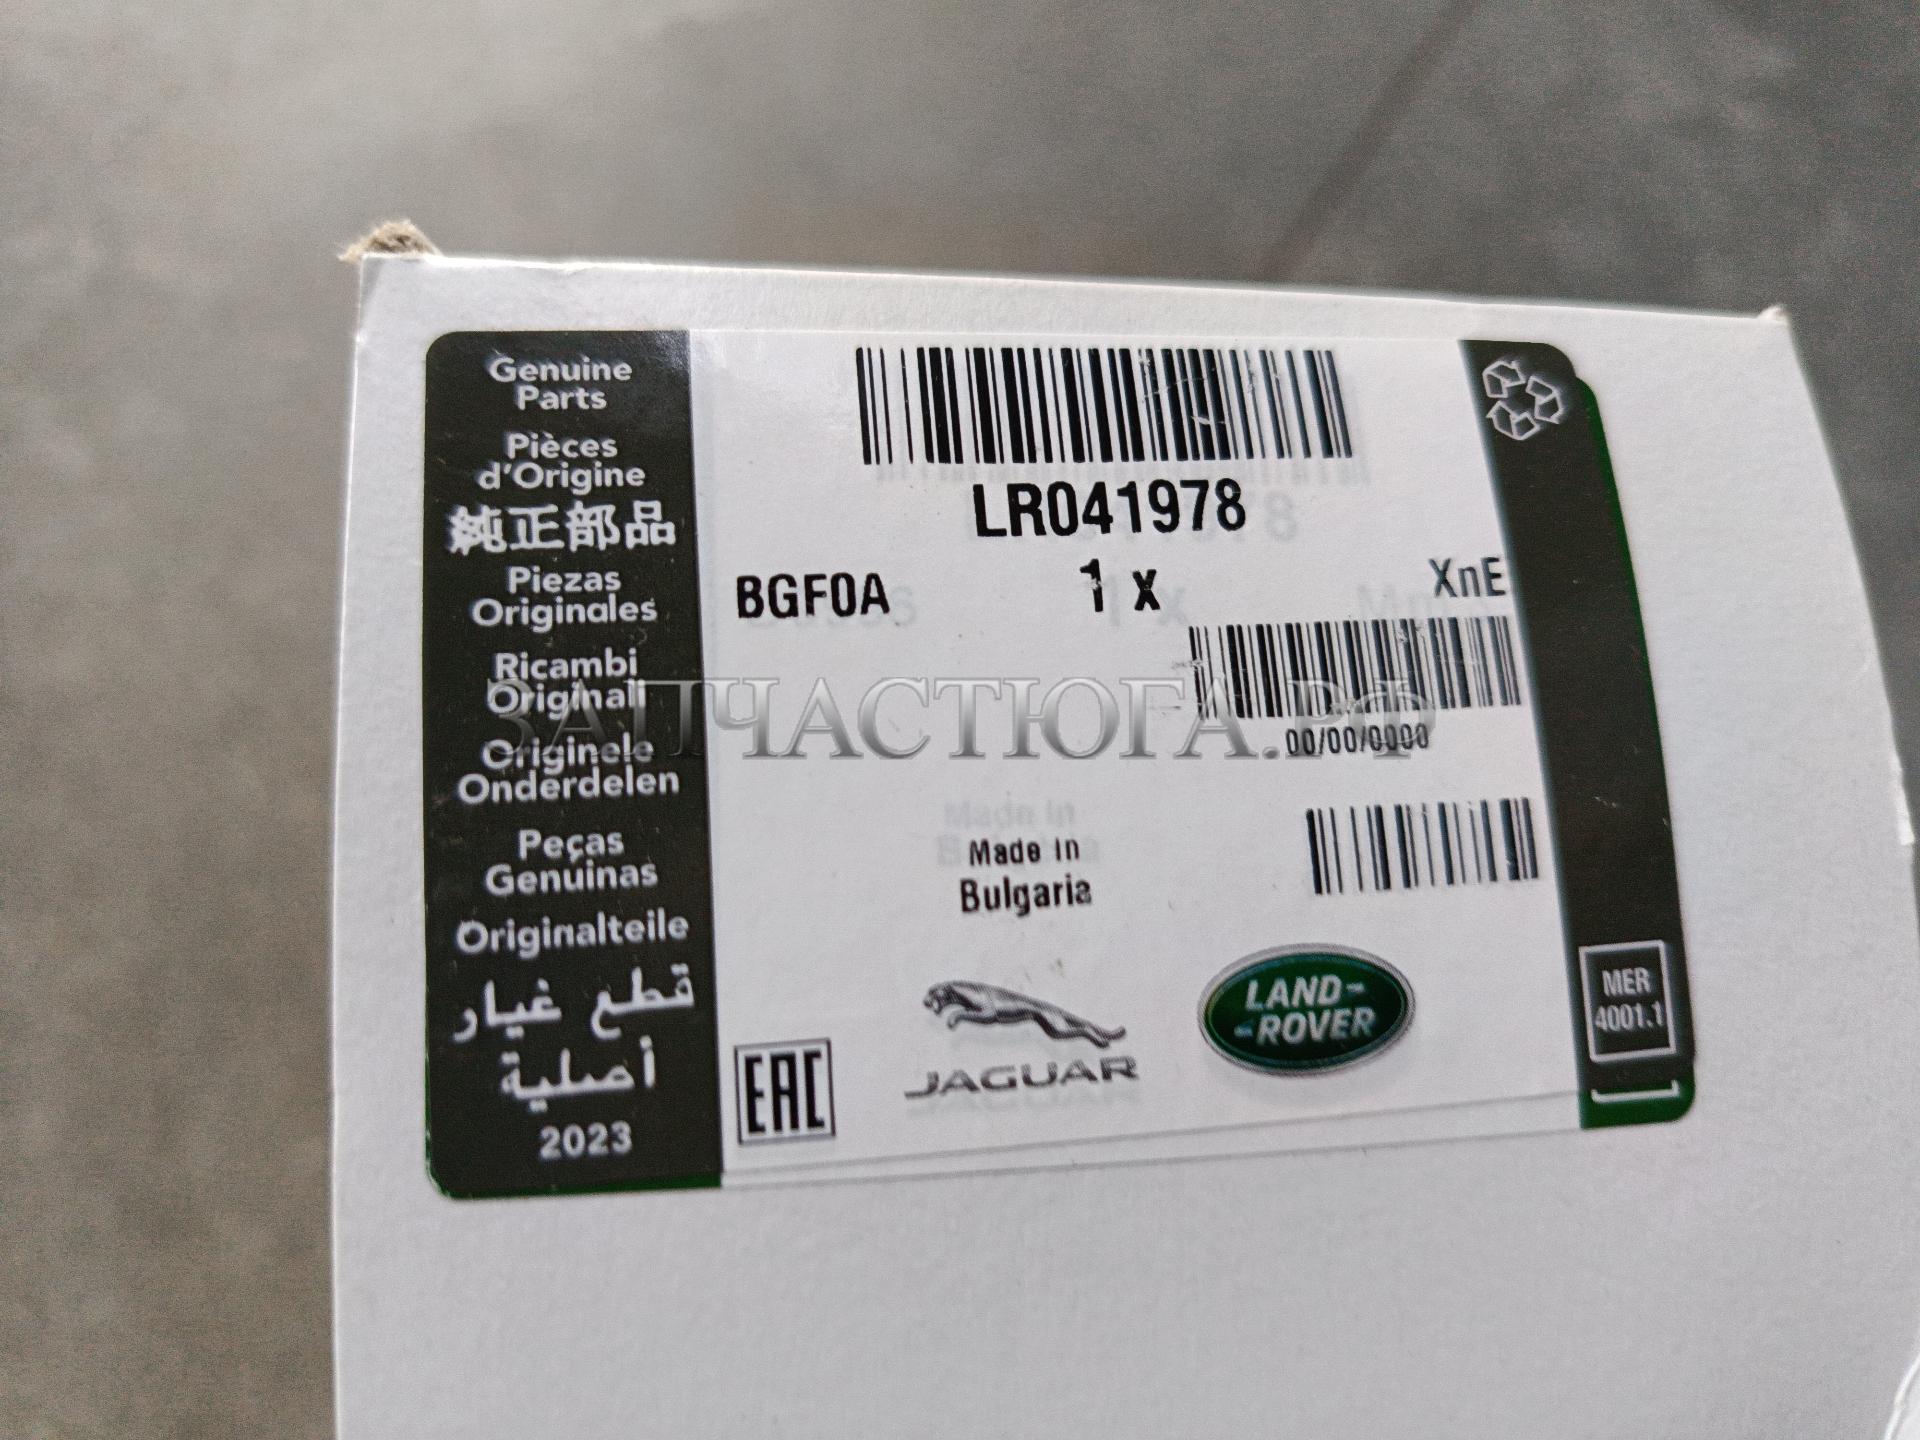 Genuine
Parts
Pièces
d'Origine
純正部品
Piezas
Originales
Ricambi
Originali
Originele
Onderdelen
Peças
Genuinas
Originalteile
قطع غيار
أصلية
2023
LR041978
BGF0A
1 x
XnE
00/00/0000
Made in
Bulgaria
EAC
JAGUAR
LAND-
-ROVER
MER
4001.1
ЗАПЧАСТЮГА.РФ